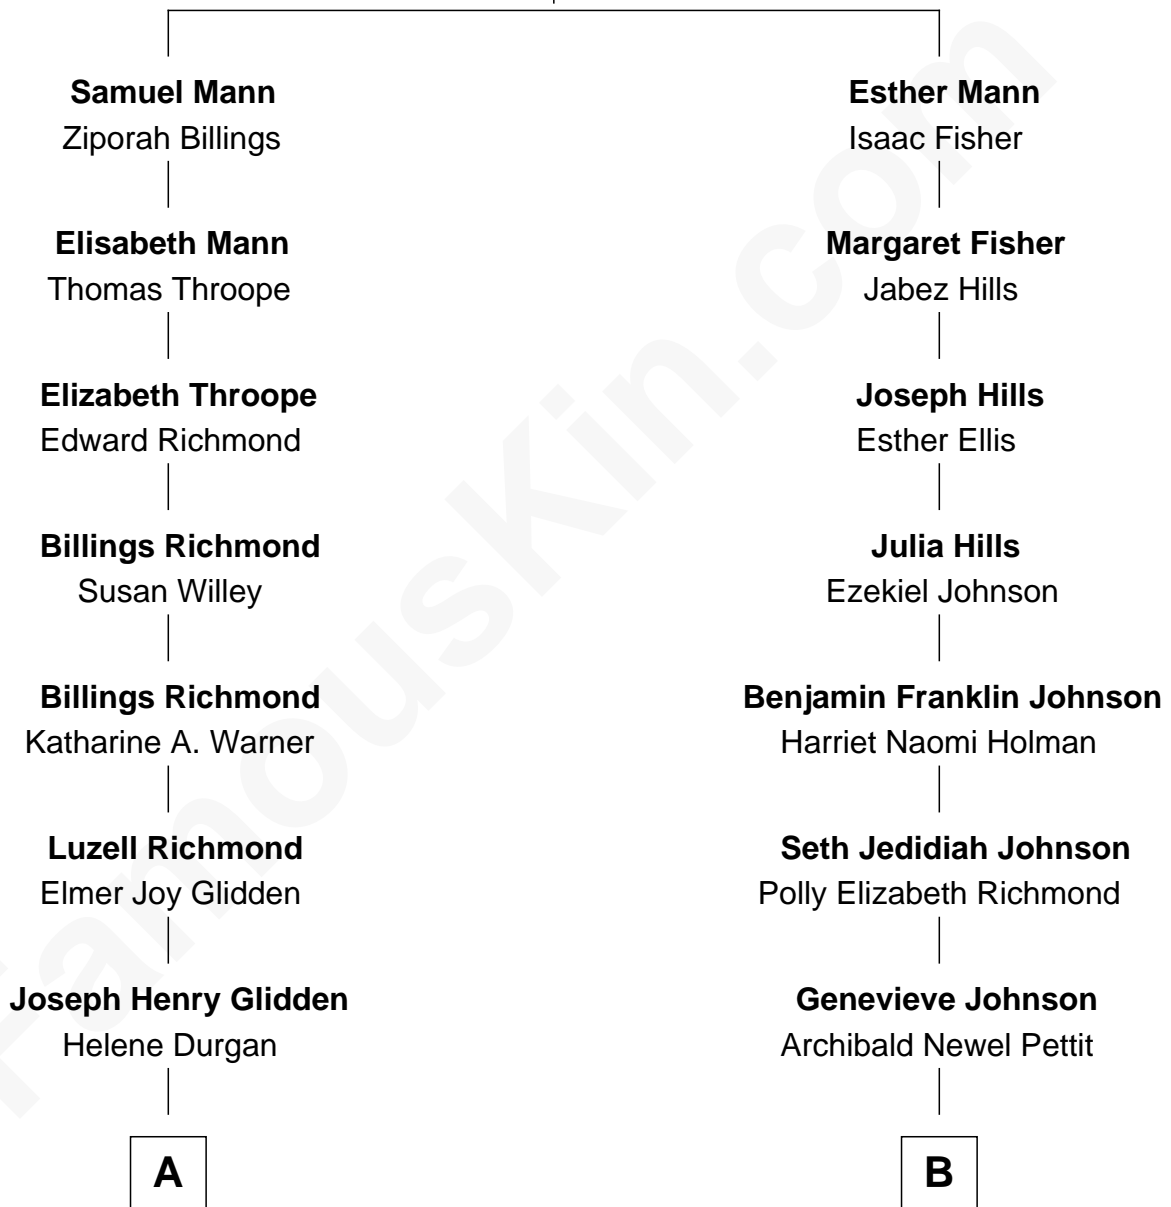 Samuel Mann
Ziporah Billings
Esther Mann
Isaac Fisher
Elisabeth Mann
Thomas Throope
Margaret Fisher
Jabez Hills
Elizabeth Throope
Edward Richmond
Joseph Hills
Esther Ellis
Billings Richmond
Susan Willey
Julia Hills
Ezekiel Johnson
Billings Richmond
Katharine A. Warner
Benjamin Franklin Johnson
Harriet Naomi Holman
Luzell Richmond
Elmer Joy Glidden
Seth Jedidiah Johnson
Polly Elizabeth Richmond
Joseph Henry Glidden
Helene Durgan
Genevieve Johnson
Archibald Newel Pettit
A
B
FamousKin.com